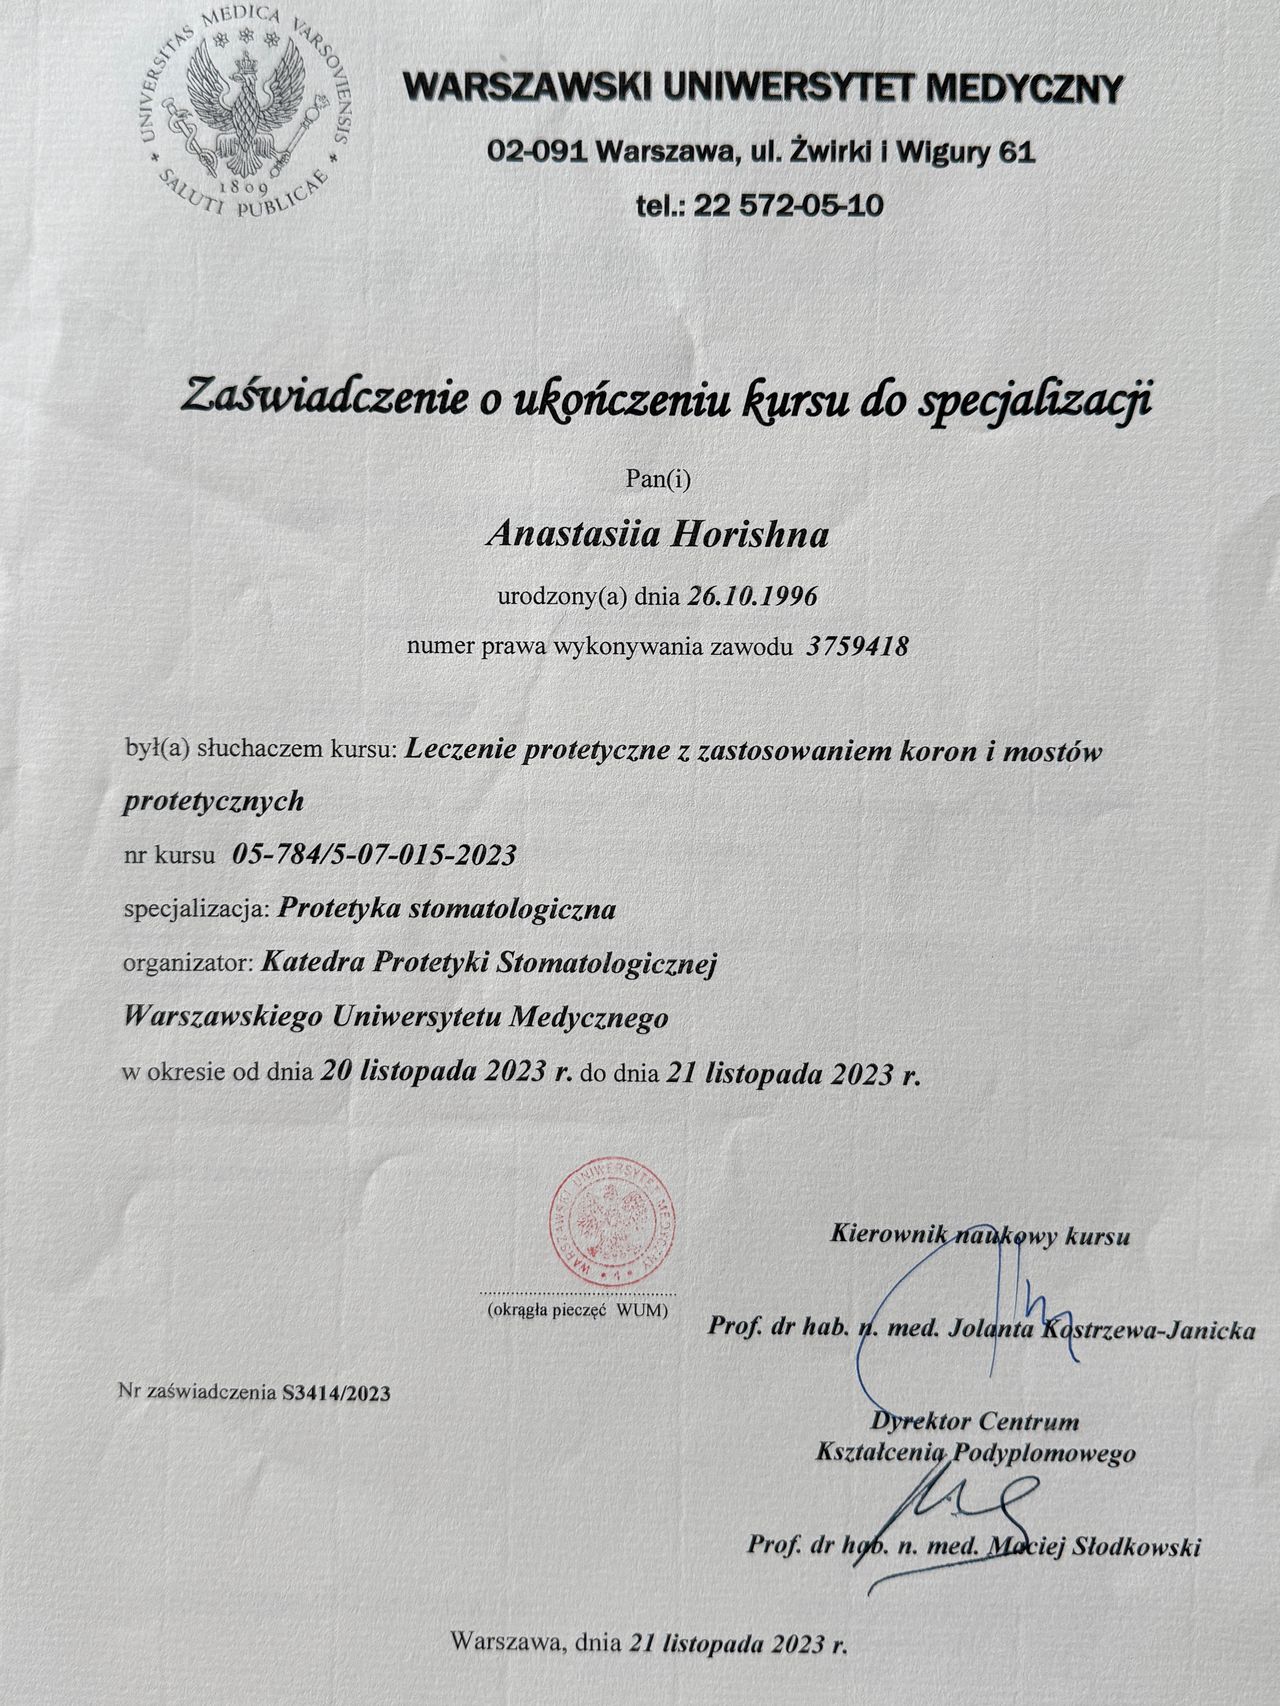 UNIVERSITAS MEDICA VARSOVIENSIS
1809
SALUTI PUBLICAE
WARSZAWSKI UNIWERSYTET MEDYCZNY
02-091 Warszawa, ul. Żwirki i Wigury 61
tel.: 22 572-05-10
Zaświadczenie o ukończeniu kursu do specjalizacji
Pan(i)
Anastasiia Horishna
urodzony(a) dnia 26.10.1996
numer prawa wykonywania zawodu 3759418
był(a) słuchaczem kursu: Leczenie protetyczne z zastosowaniem koron i mostów
protetycznych
nr kursu 05-784/5-07-015-2023
specjalizacja: Protetyka stomatologiczna
organizator: Katedra Protetyki Stomatologicznej
Warszawskiego Uniwersytetu Medycznego
w okresie od dnia 20 listopada 2023 r. do dnia 21 listopada 2023 r.
WARSZAWSKI UNIWERSYTET MEDYCZNY
(okrągła pieczęć WUM)
Kierownik naukowy kursu
Prof. dr hab. n. med. Jolanta Kostrzewa-Janicka
Nr zaświadczenia S3414/2023
Dyrektor Centrum
Kształcenia Podyplomowego
Prof. dr hab. n. med. Maciej Słodkowski
Warszawa, dnia 21 listopada 2023 r.